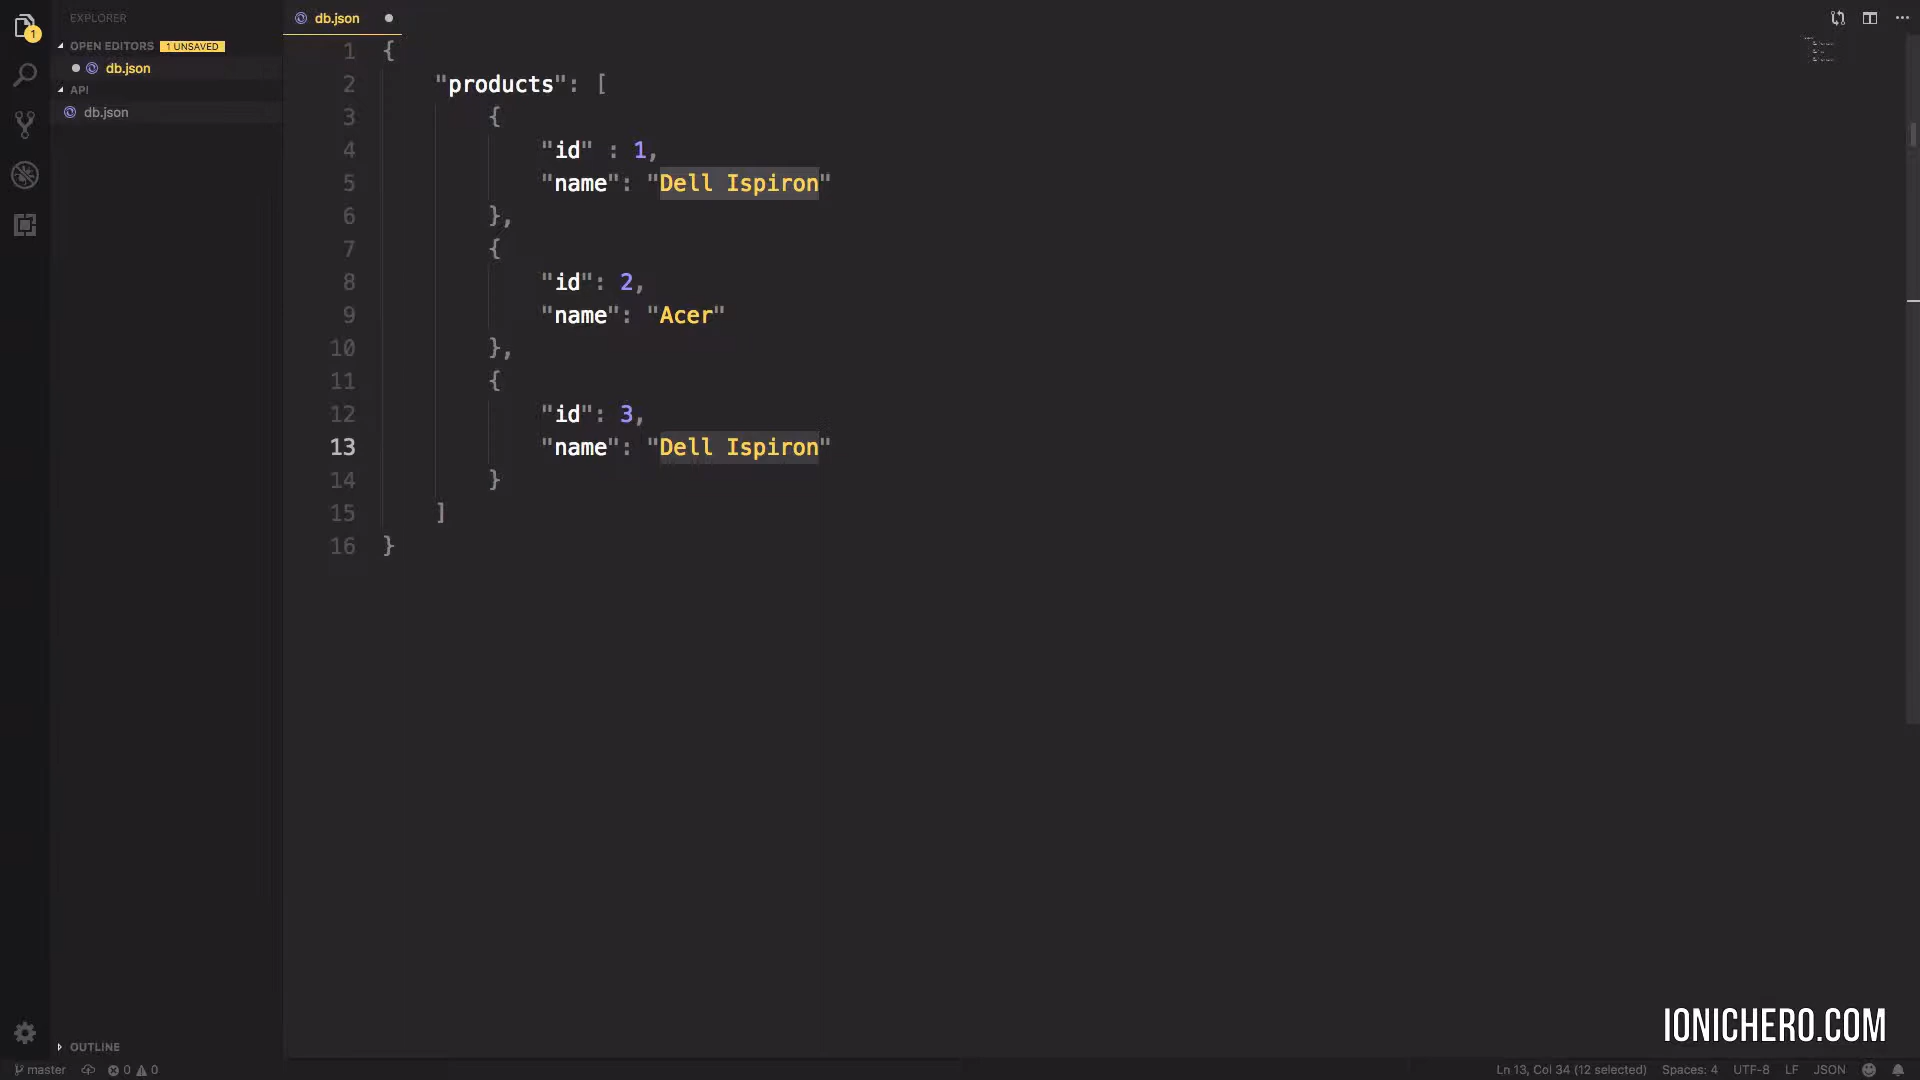 EXPLORER
OPEN EDITORS 1 UNSAVED
db.json
API
db.json
OUTLINE
1
db.json
1 {
2 "products": [
3 {
4 "id" : 1,
5 "name": "Dell Ispiron"
6 },
7 {
8 "id": 2,
9 "name": "Acer"
10 },
11 {
12 "id": 3,
13 "name": "Dell Ispiron"
14 }
15 ]
16 }
IONICHERO.COM
master 0 0 Ln 13, Col 34 (12 selected) Spaces: 4 UTF-8 LF JSON